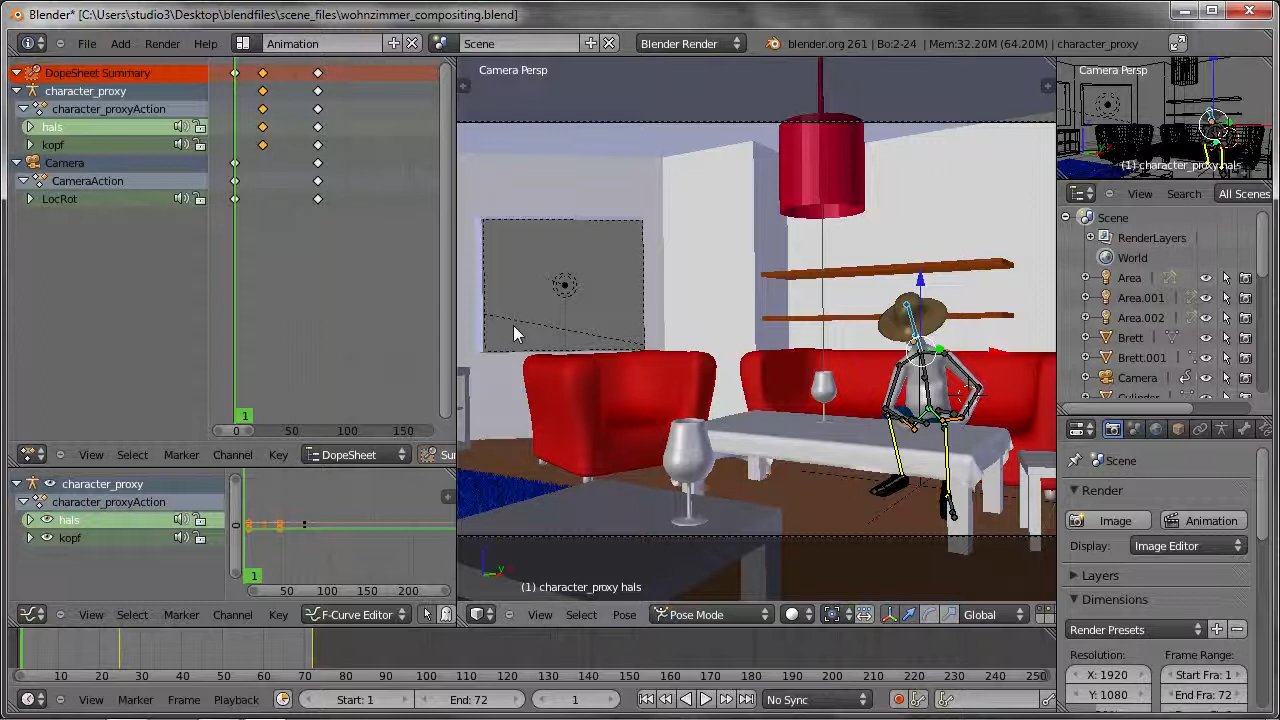 Blender* [C:\Users\studio3\Desktop\blendfiles\scene_files\wohnzimmer_compositing.blend]
File Add Render Help Animation Scene Blender Render blender.org 261 | Bo:2-24 | Mem:32.20M (64.20M) | character_proxy
DopeSheet Summary
character_proxy
character_proxyAction
hals
kopf
Camera
CameraAction
LocRot
1
0 50 100 150
View Select Marker Channel Key DopeSheet Sur
character_proxy
character_proxyAction
hals
kopf
1
50 100 150 200
View Select Marker Channel Key F-Curve Editor
Camera Persp
(1) character_proxy hals
View Select Pose Pose Mode Global
Camera Persp
(1) character_proxy hals
View Search All Scenes
Scene
RenderLayers
World
Area
Area.001
Area.002
Brett
Brett.001
Camera
Scene
Render
Image Animation
Display: Image Editor
Layers
Dimensions
Render Presets
Resolution: Frame Range:
X: 1920 Start Fra: 1
Y: 1080 End Fra: 72
10 20 30 40 50 60 70 80 90 100 110 120 130 140 150 160 170 180 190 200 210 220 230 240 250
View Marker Frame Playback Start: 1 End: 72 1 No Sync